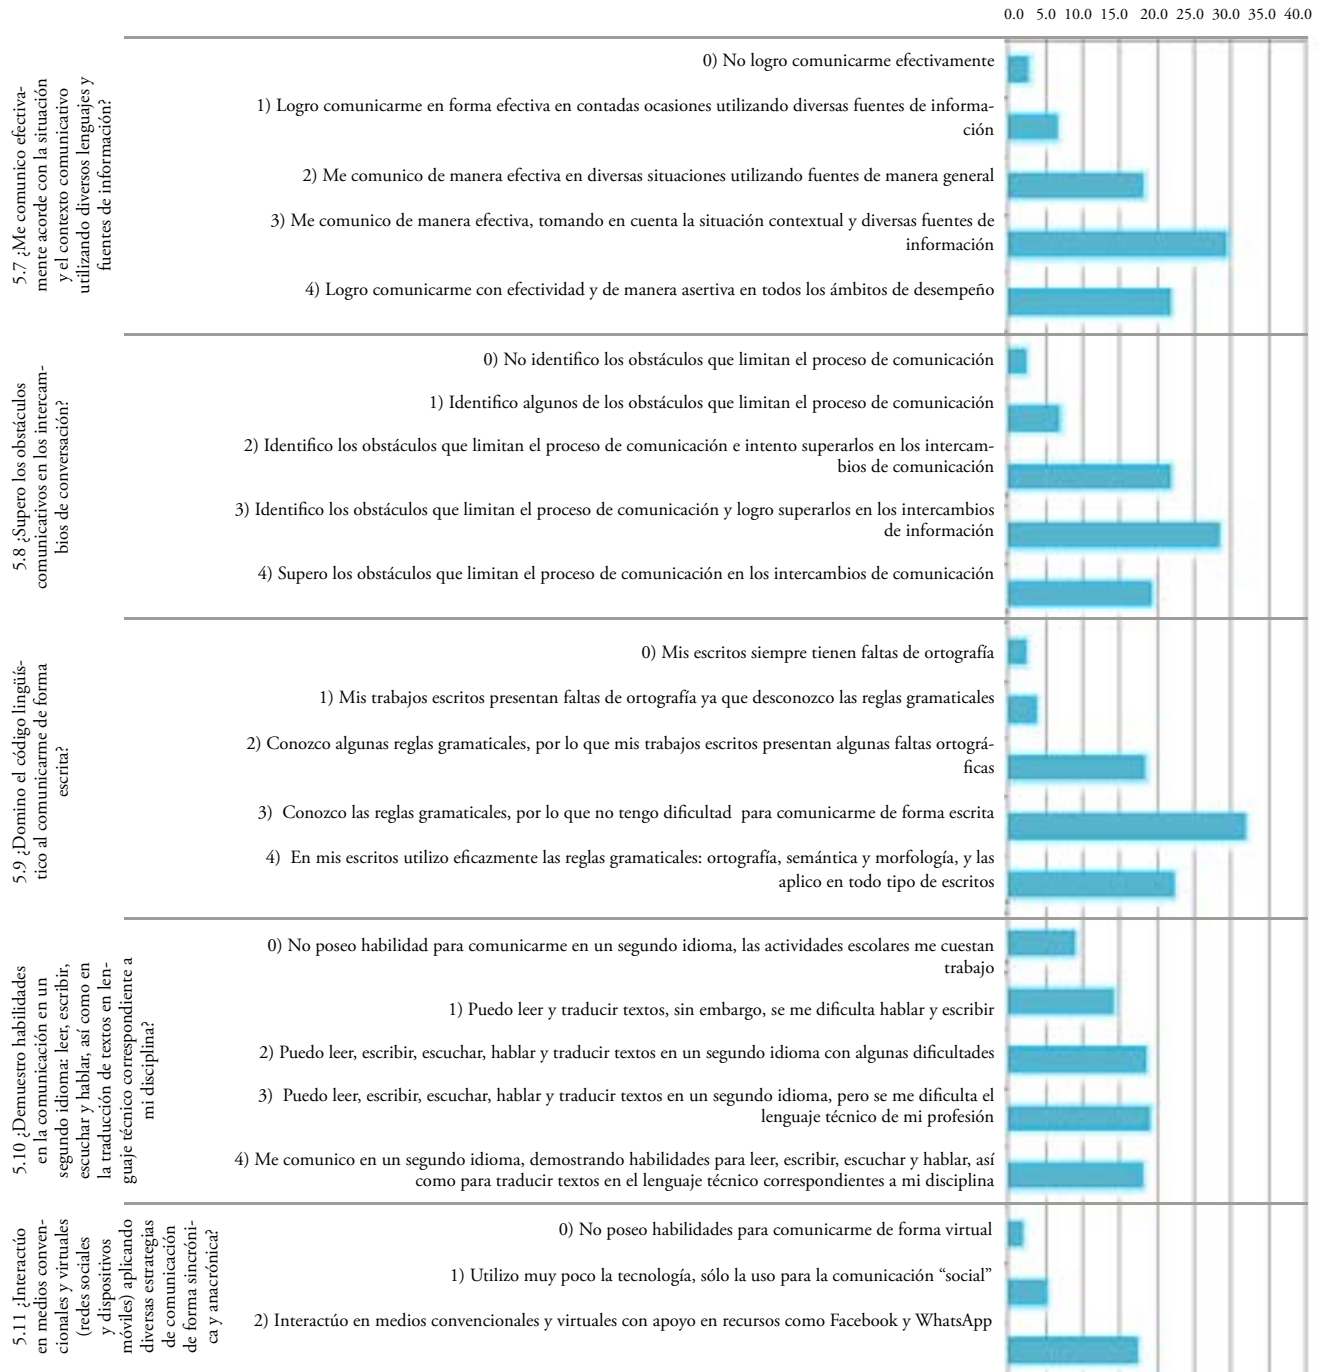 0.0 5.0 10.0 15.0 20.0 25.0 30.0 35.0 40.0
5.7 ¿Me comunico efectiva-
mente acorde con la situación
y el contexto comunicativo
utilizando diversos lenguajes y
fuentes de información?
0) No logro comunicarme efectivamente
1) Logro comunicarme en forma efectiva en contadas ocasiones utilizando diversas fuentes de informa-
ción
2) Me comunico de manera efectiva en diversas situaciones utilizando fuentes de manera general
3) Me comunico de manera efectiva, tomando en cuenta la situación contextual y diversas fuentes de
información
4) Logro comunicarme con efectividad y de manera asertiva en todos los ámbitos de desempeño
5.8 ¿Supero los obstáculos
comunicativos en los intercam-
bios de conversación?
0) No identifico los obstáculos que limitan el proceso de comunicación
1) Identifico algunos de los obstáculos que limitan el proceso de comunicación
2) Identifico los obstáculos que limitan el proceso de comunicación e intento superarlos en los intercam-
bios de comunicación
3) Identifico los obstáculos que limitan el proceso de comunicación y logro superarlos en los intercambios
de información
4) Supero los obstáculos que limitan el proceso de comunicación en los intercambios de comunicación
5.9 ¿Domino el código lingüís-
tico al comunicarme de forma
escrita?
0) Mis escritos siempre tienen faltas de ortografía
1) Mis trabajos escritos presentan faltas de ortografía ya que desconozco las reglas gramaticales
2) Conozco algunas reglas gramaticales, por lo que mis trabajos escritos presentan algunas faltas ortográ-
ficas
3) Conozco las reglas gramaticales, por lo que no tengo dificultad para comunicarme de forma escrita
4) En mis escritos utilizo eficazmente las reglas gramaticales: ortografía, semántica y morfología, y las
aplico en todo tipo de escritos
5.10 ¿Demuestro habilidades
en la comunicación en un
segundo idioma: leer, escribir,
escuchar y hablar, así como en
la traducción de textos en len-
guaje técnico correspondiente a
mi disciplina?
0) No poseo habilidad para comunicarme en un segundo idioma, las actividades escolares me cuestan
trabajo
1) Puedo leer y traducir textos, sin embargo, se me dificulta hablar y escribir
2) Puedo leer, escribir, escuchar, hablar y traducir textos en un segundo idioma con algunas dificultades
3) Puedo leer, escribir, escuchar, hablar y traducir textos en un segundo idioma, pero se me dificulta el
lenguaje técnico de mi profesión
4) Me comunico en un segundo idioma, demostrando habilidades para leer, escribir, escuchar y hablar, así
como para traducir textos en el lenguaje técnico correspondientes a mi disciplina
5.11 ¿Interactúo
en medios conven-
cionales y virtuales
(redes sociales
y dispositivos
móviles) aplicando
diversas estrategias
de comunicación
de forma sincróni-
ca y anacrónica?
0) No poseo habilidades para comunicarme de forma virtual
1) Utilizo muy poco la tecnología, sólo la uso para la comunicación “social”
2) Interactúo en medios convencionales y virtuales con apoyo en recursos como Facebook y WhatsApp